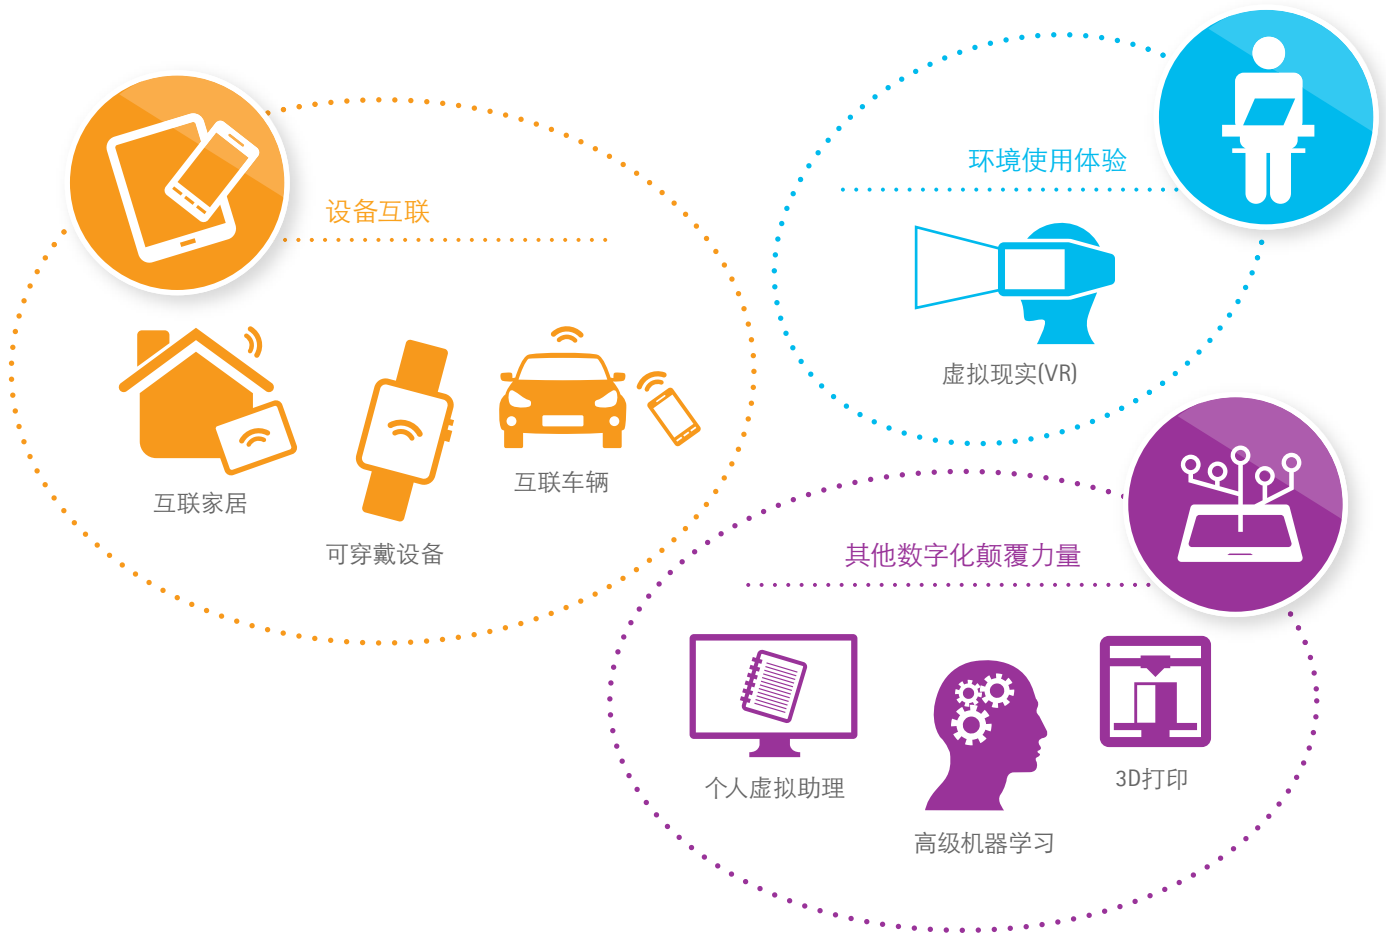 设备互联
互联家居
可穿戴设备
互联车辆
环境使用体验
虚拟现实(VR)
其他数字化颠覆力量
个人虚拟助理
高级机器学习
3D打印